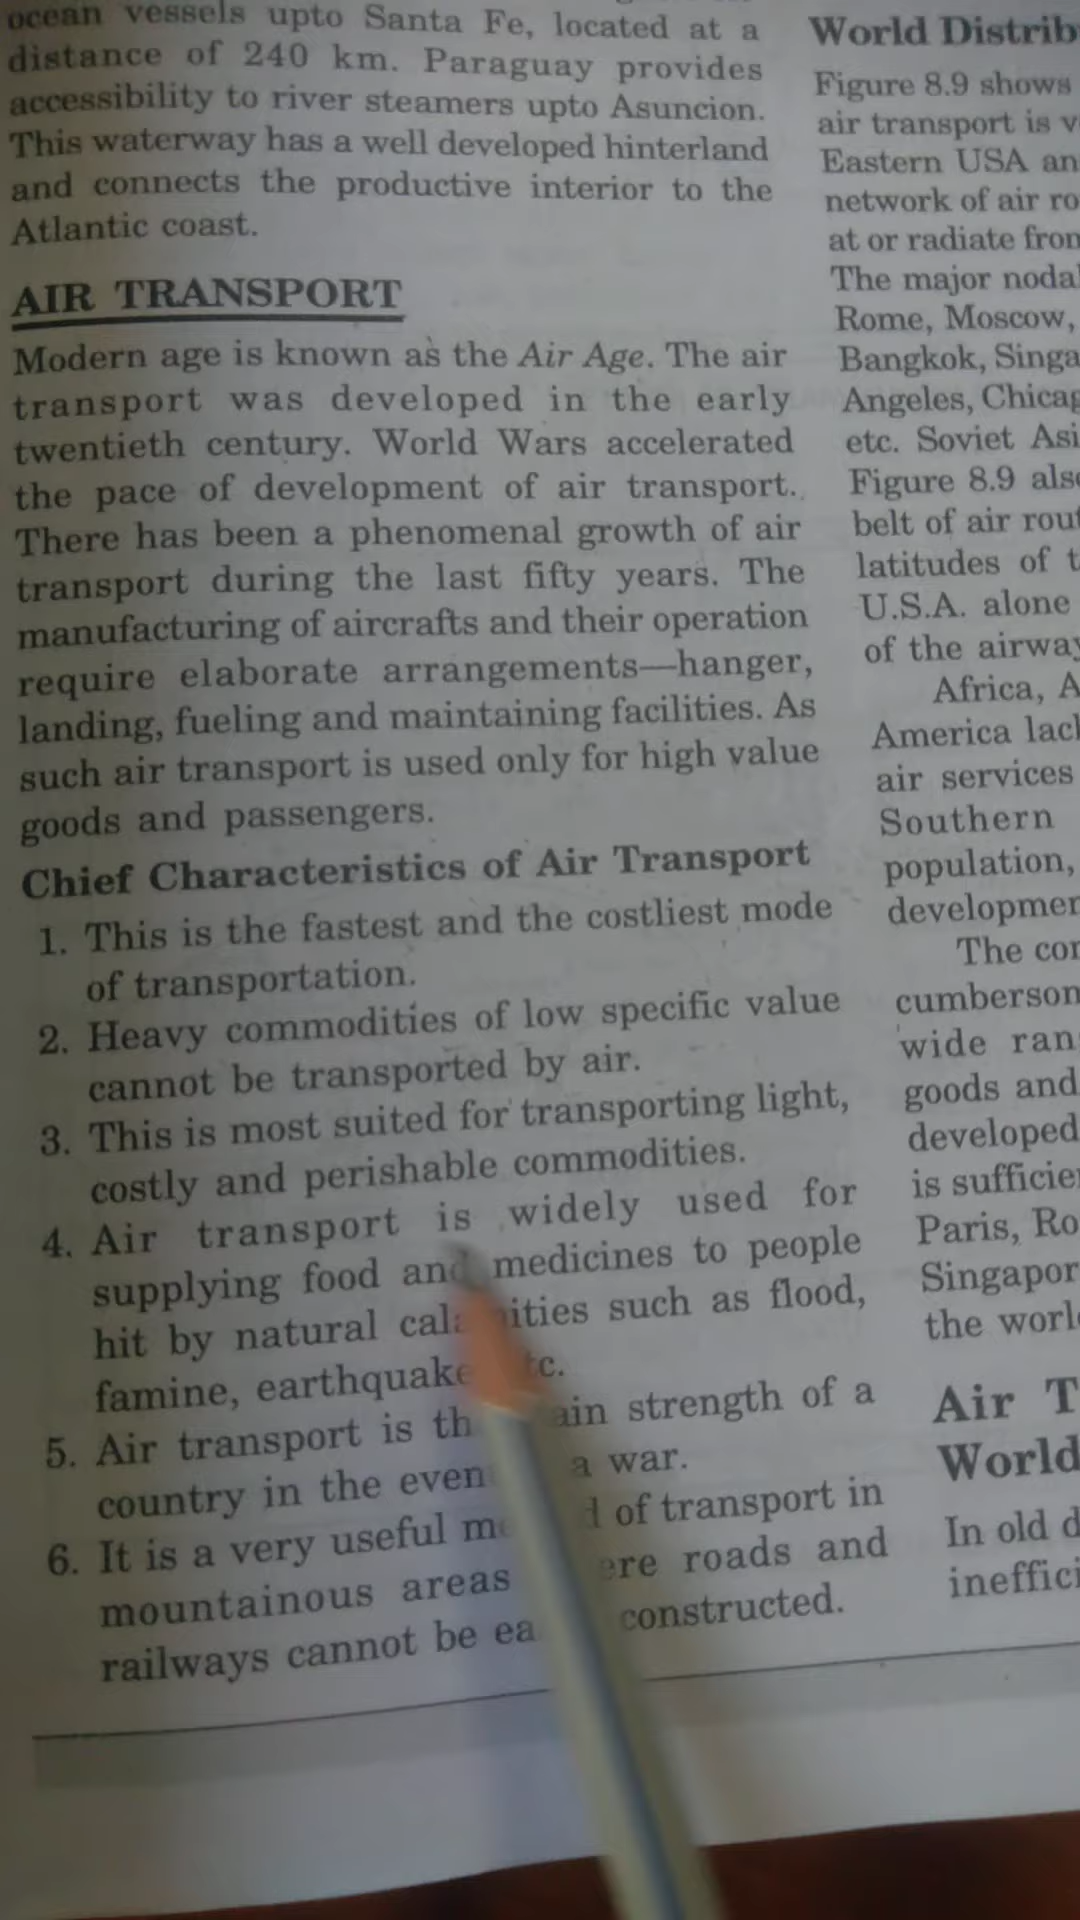 ocean vessels upto Santa Fe, located at a
distance of 240 km. Paraguay provides
accessibility to river steamers upto Asuncion.
This waterway has a well developed hinterland
and connects the productive interior to the
Atlantic coast.
AIR TRANSPORT
Modern age is known as the Air Age. The air
transport was developed in the early
twentieth century. World Wars accelerated
the pace of development of air transport.
There has been a phenomenal growth of air
transport during the last fifty years. The
manufacturing of aircrafts and their operation
require elaborate arrangements—hanger,
landing, fueling and maintaining facilities. As
such air transport is used only for high value
goods and passengers.
Chief Characteristics of Air Transport
1. This is the fastest and the costliest mode
of transportation.
2. Heavy commodities of low specific value
cannot be transported by air.
3. This is most suited for transporting light,
costly and perishable commodities.
4. Air transport is widely used for
supplying food and medicines to people
hit by natural such as flood,
famine, earthquake
5. Air transport is strength of a
country in the a war.
6. It is a very useful of transport in
mountainous areas roads and
railways cannot be constructed.
World
Figure 8.9 shows
air transport is
Eastern USA
network of air
at or radiate
The major
Rome, Moscow,
Bangkok,
Angeles,
etc. Soviet
Figure 8.9
belt of air
latitudes of
U.S.A. alone
of the
Africa,
America
air services
Southern
population,
The
wide
goods and
developed
is
Paris,
the
Air
World
In old